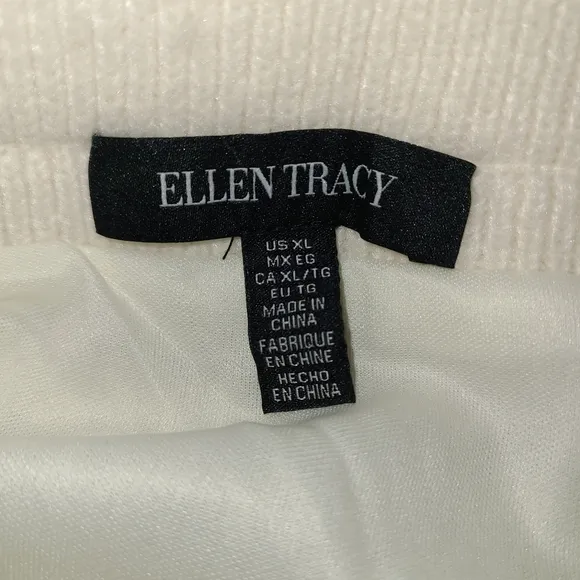 ELLEN TRACY
US XL
MX EG
CA XL/TG
EU TG
MADE IN
CHINA
FABRIQUE
EN CHINE
HECHO
EN CHINA